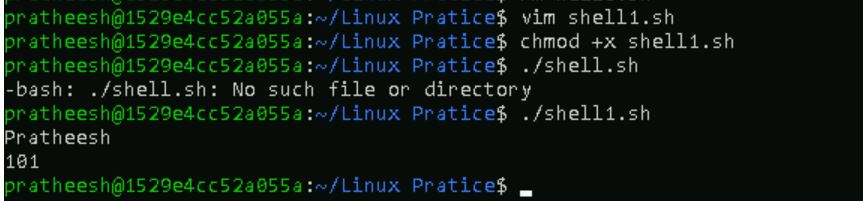 pratheesh@1529e4cc52a055a:~/Linux Pratice$ vim shell1.sh
pratheesh@1529e4cc52a055a:~/Linux Pratice$ chmod +x shell1.sh
pratheesh@1529e4cc52a055a:~/Linux Pratice$ ./shell.sh
-bash: ./shell.sh: No such file or directory
pratheesh@1529e4cc52a055a:~/Linux Pratice$ ./shell1.sh
Pratheesh
101
pratheesh@1529e4cc52a055a:~/Linux Pratice$